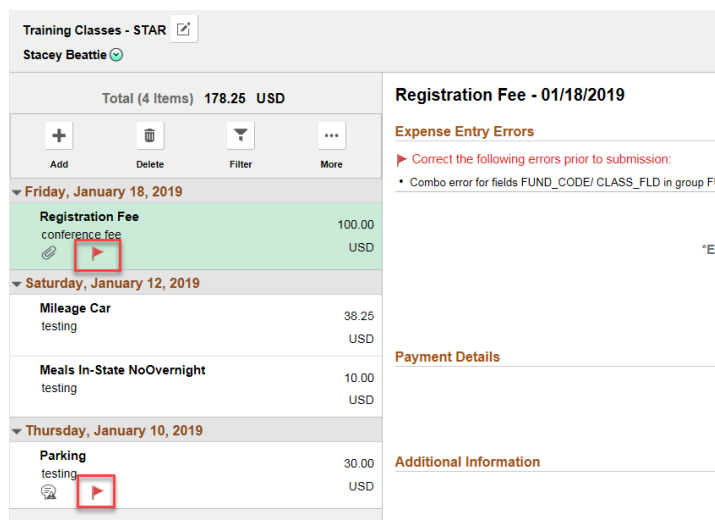 Training Classes - STAR
Stacey Beattie
Total (4 Items) 178.25 USD
Add Delete Filter More
Friday, January 18, 2019
Registration Fee
conference fee
100.00
USD
Saturday, January 12, 2019
Mileage Car
testing
38.25
USD
Meals In-State NoOvernight
testing
10.00
USD
Thursday, January 10, 2019
Parking
testing
30.00
USD
Registration Fee - 01/18/2019
Expense Entry Errors
Correct the following errors prior to submission:
• Combo error for fields FUND_CODE/ CLASS_FLD in group FU
*E
Payment Details
Additional Information